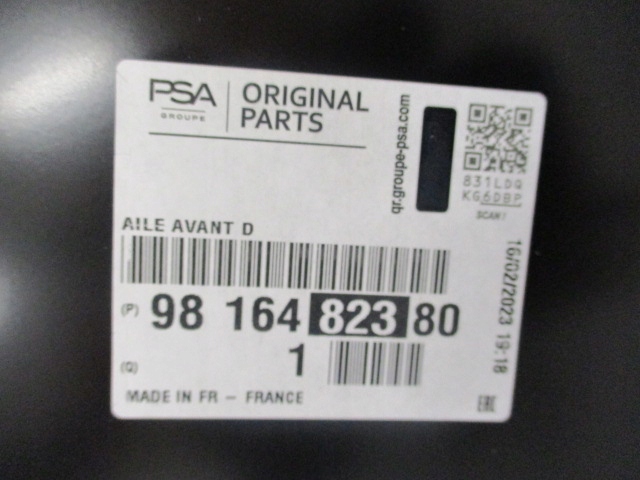 PSA
GROUPE
ORIGINAL
PARTS
qr.groupe-psa.com
831LDQ
KG6DBP
SCAN!
AILE AVANT D
16/02/2023 19:18
(P) 98 164 823 80
(Q) 1
MADE IN FR - FRANCE
EAC